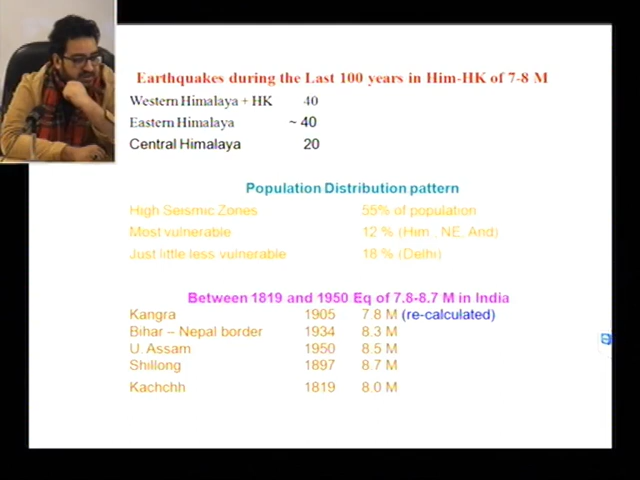 Earthquakes during the Last 100 years in Him-HK of 7-8 M
Western Himalaya + HK 40
Eastern Himalaya ~ 40
Central Himalaya 20
Population Distribution pattern
High Seismic Zones 55% of population
Most vulnerable 12 % (Him , NE, And)
Just little less vulnerable 18 % (Delhi)
Between 1819 and 1950 Eq of 7.8-8.7 M in India
Kangra 1905 7.8 M (re-calculated)
Bihar – Nepal border 1934 8.3 M
U. Assam 1950 8.5 M
Shillong 1897 8.7 M
Kachchh 1819 8.0 M